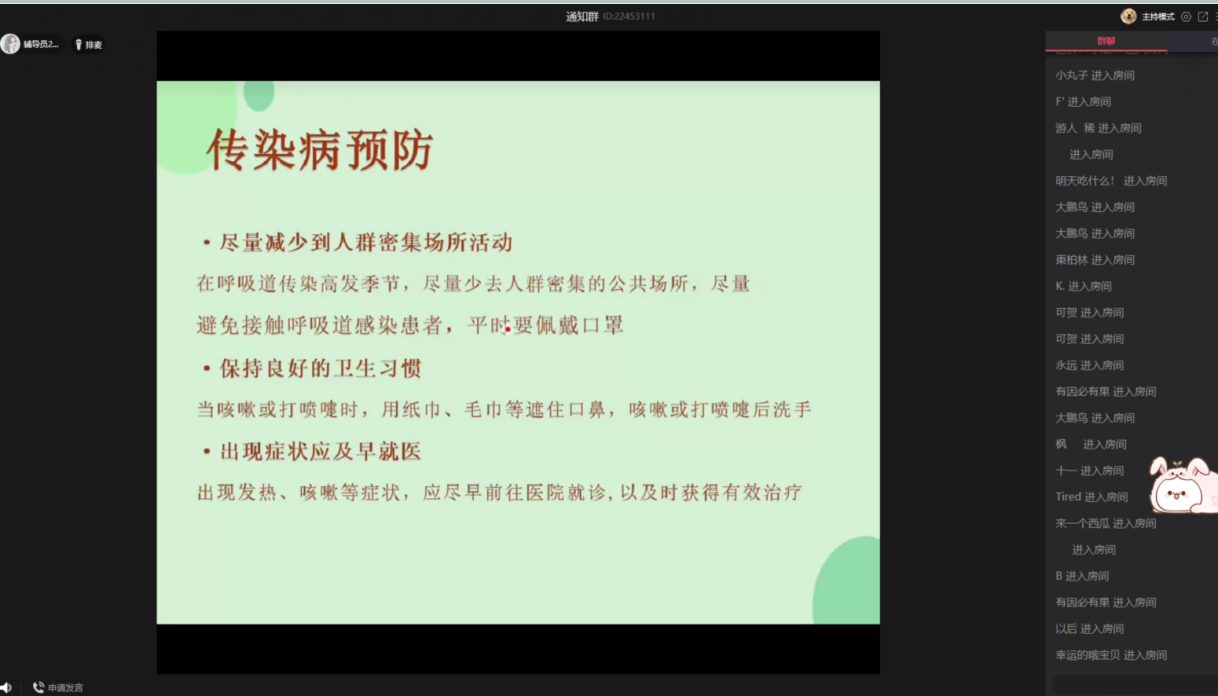 通知群 ID:22453111
主持模式
辅导员2...
排麦
群聊
传染病预防
•尽量减少到人群密集场所活动
在呼吸道传染高发季节，尽量少去人群密集的公共场所，尽量
避免接触呼吸道感染患者，平时要佩戴口罩
•保持良好的卫生习惯
当咳嗽或打喷嚏时，用纸巾、毛巾等遮住口鼻，咳嗽或打喷嚏后洗手
•出现症状应及早就医
出现发热、咳嗽等症状，应尽早前往医院就诊,以及时获得有效治疗
小丸子 进入房间
F' 进入房间
游人 稀 进入房间
进入房间
明天吃什么！ 进入房间
大鹏鸟 进入房间
大鹏鸟 进入房间
栗柏林 进入房间
K. 进入房间
可贺 进入房间
可贺 进入房间
永远 进入房间
有因必有果 进入房间
大鹏鸟 进入房间
枫 进入房间
十一 进入房间
Tired 进入房间
来一个西瓜 进入房间
进入房间
B 进入房间
有因必有果 进入房间
以后 进入房间
幸运的哦宝贝 进入房间
申请发言